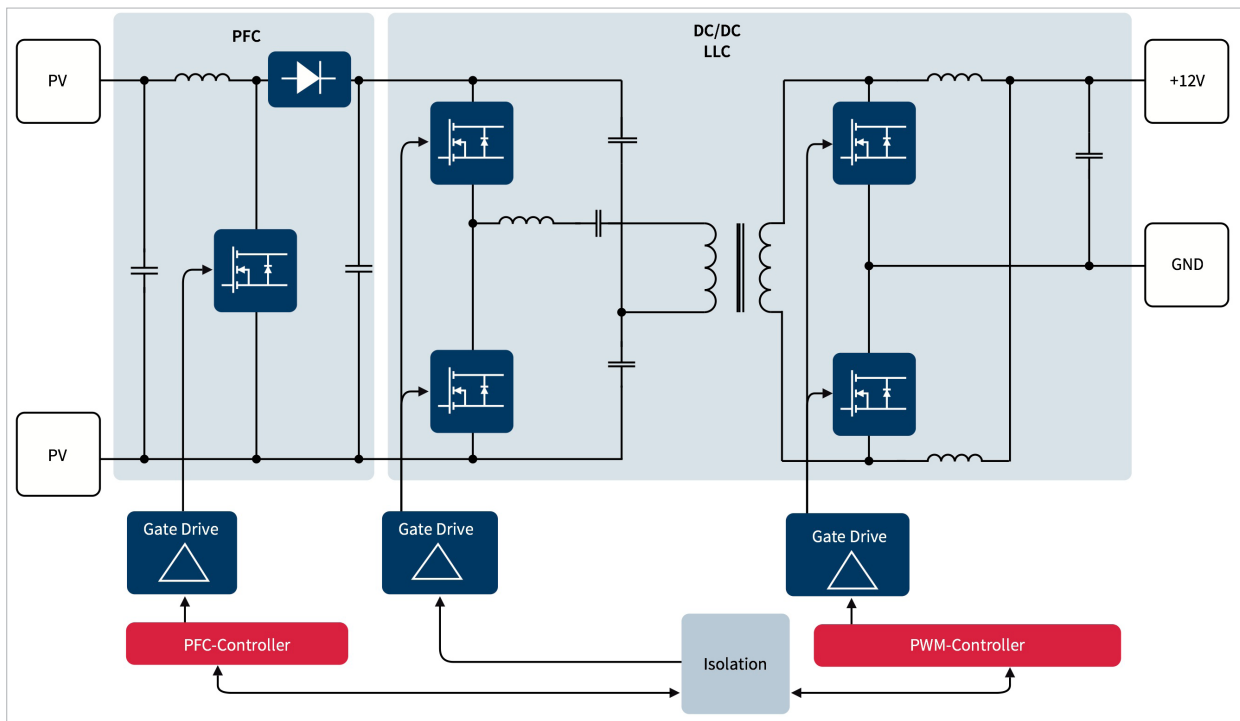 PFC
DC/DC
LLC
PV
+12V
GND
PV
Gate Drive
Gate Drive
Gate Drive
PFC-Controller
Isolation
PWM-Controller